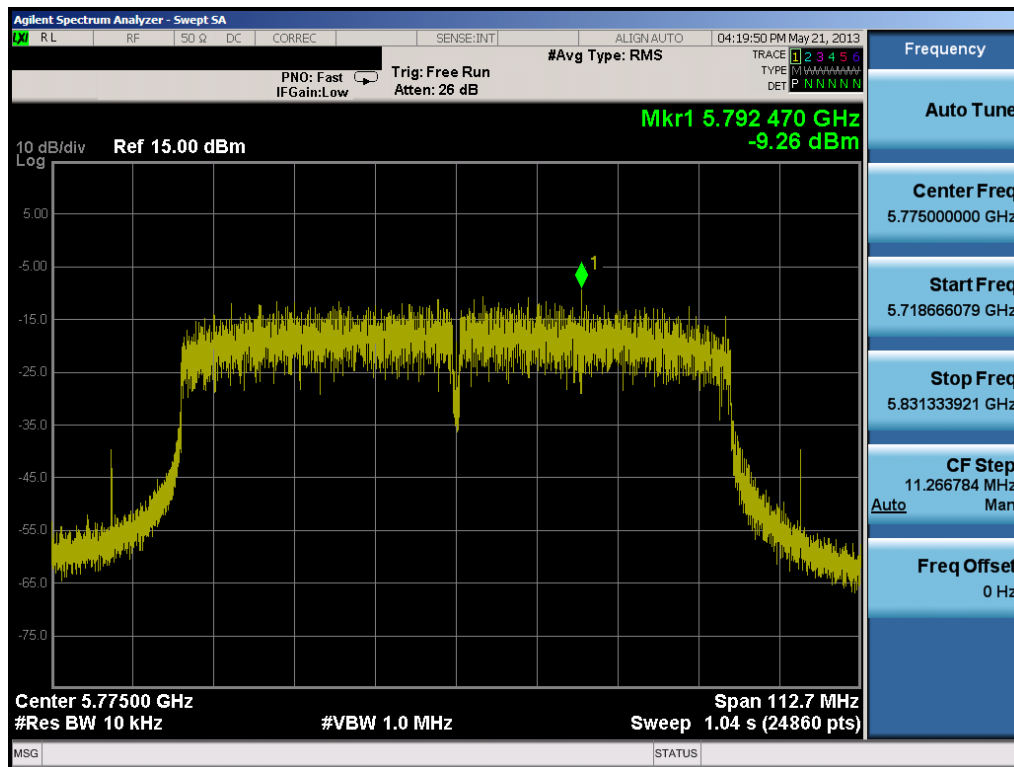 Agilent Spectrum Analyzer - Swept SA
LXI RL RF 50 Ω DC CORREC SENSE:INT ALIGN AUTO 04:19:50 PM May 21, 2013
#Avg Type: RMS TRACE 1 2 3 4 5 6
PNO: Fast Trig: Free Run TYPE M WWWWW
IFGain:Low Atten: 26 dB DET P N N N N N
Mkr1 5.792 470 GHz
-9.26 dBm
10 dB/div Ref 15.00 dBm
Log
5.00
1
-5.00
-15.0
-25.0
-35.0
-45.0
-55.0
-65.0
-75.0
Center 5.77500 GHz Span 112.7 MHz
#Res BW 10 kHz #VBW 1.0 MHz Sweep 1.04 s (24860 pts)
MSG STATUS
Frequency
Auto Tune
Center Freq
5.775000000 GHz
Start Freq
5.718666079 GHz
Stop Freq
5.831333921 GHz
CF Step
11.266784 MHz
Auto Man
Freq Offset
0 Hz